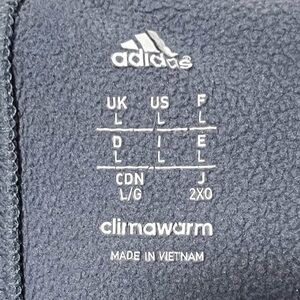 adidas
UK US F
L L L
D I E
L L L
CDN J
L/G 2XO
climawarm
MADE IN VIETNAM